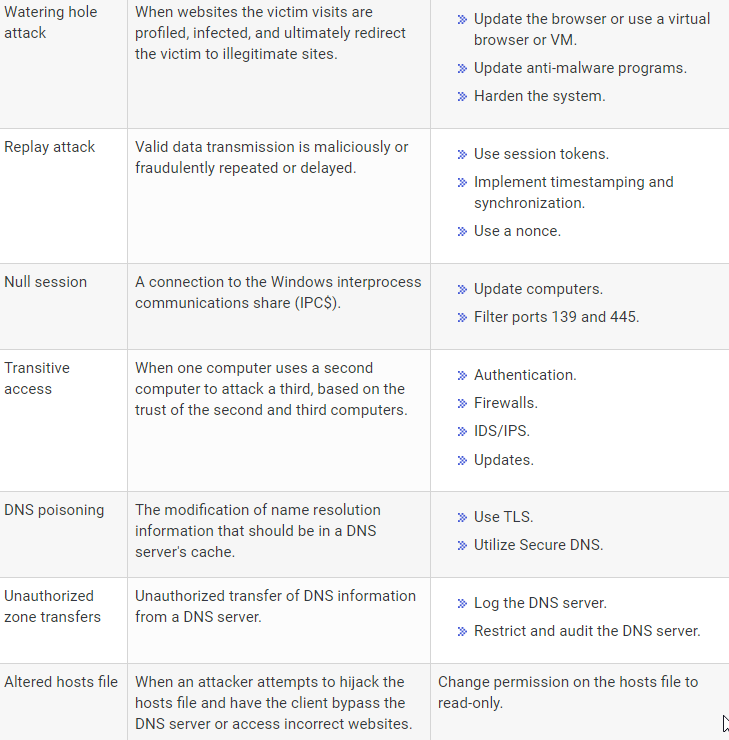 Watering hole
attack
When websites the victim visits are
profiled, infected, and ultimately redirect
the victim to illegitimate sites.
Update the browser or use a virtual
browser or VM.
Update anti-malware programs.
Harden the system.
Replay attack
Valid data transmission is maliciously or
fraudulently repeated or delayed.
Use session tokens.
Implement timestamping and
synchronization.
Use a nonce.
Null session
A connection to the Windows interprocess
communications share (IPC$).
Update computers.
Filter ports 139 and 445.
Transitive
access
When one computer uses a second
computer to attack a third, based on the
trust of the second and third computers.
Authentication.
Firewalls.
IDS/IPS.
Updates.
DNS poisoning
The modification of name resolution
information that should be in a DNS
server's cache.
Use TLS.
Utilize Secure DNS.
Unauthorized
zone transfers
Unauthorized transfer of DNS information
from a DNS server.
Log the DNS server.
Restrict and audit the DNS server.
Altered hosts file
When an attacker attempts to hijack the
hosts file and have the client bypass the
DNS server or access incorrect websites.
Change permission on the hosts file to
read-only.